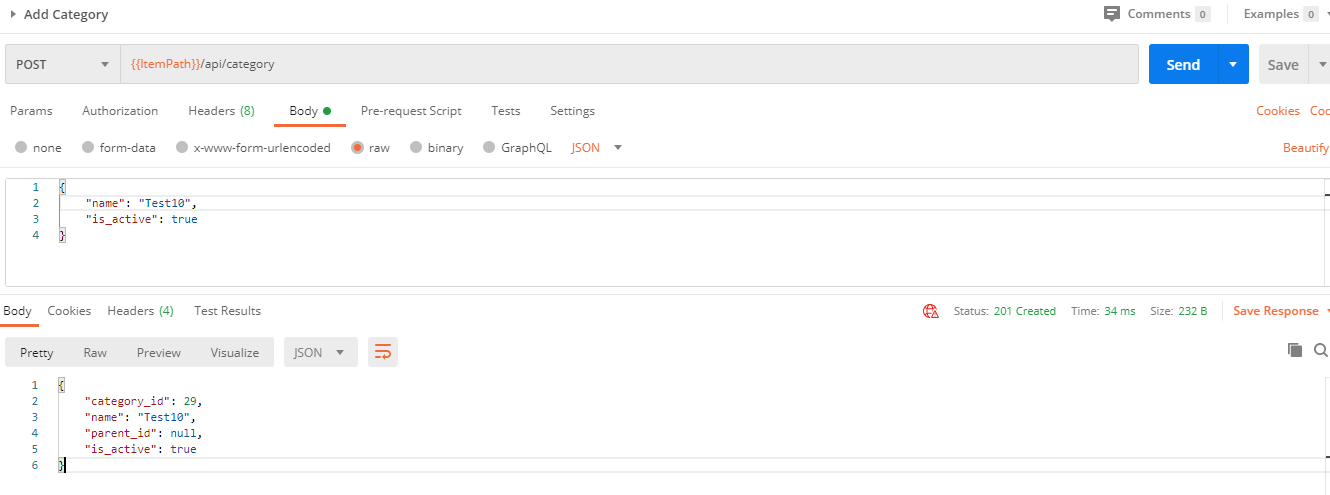 Add Category
Comments 0 Examples 0
POST {{ItemPath}}/api/category Send Save
Params Authorization Headers (8) Body Pre-request Script Tests Settings Cookies
none form-data x-www-form-urlencoded raw binary GraphQL JSON Beautify
1 {
2 "name": "Test10",
3 "is_active": true
4 }
Body Cookies Headers (4) Test Results Status: 201 Created Time: 34 ms Size: 232 B Save Response
Pretty Raw Preview Visualize JSON
1 {
2 "category_id": 29,
3 "name": "Test10",
4 "parent_id": null,
5 "is_active": true
6 }